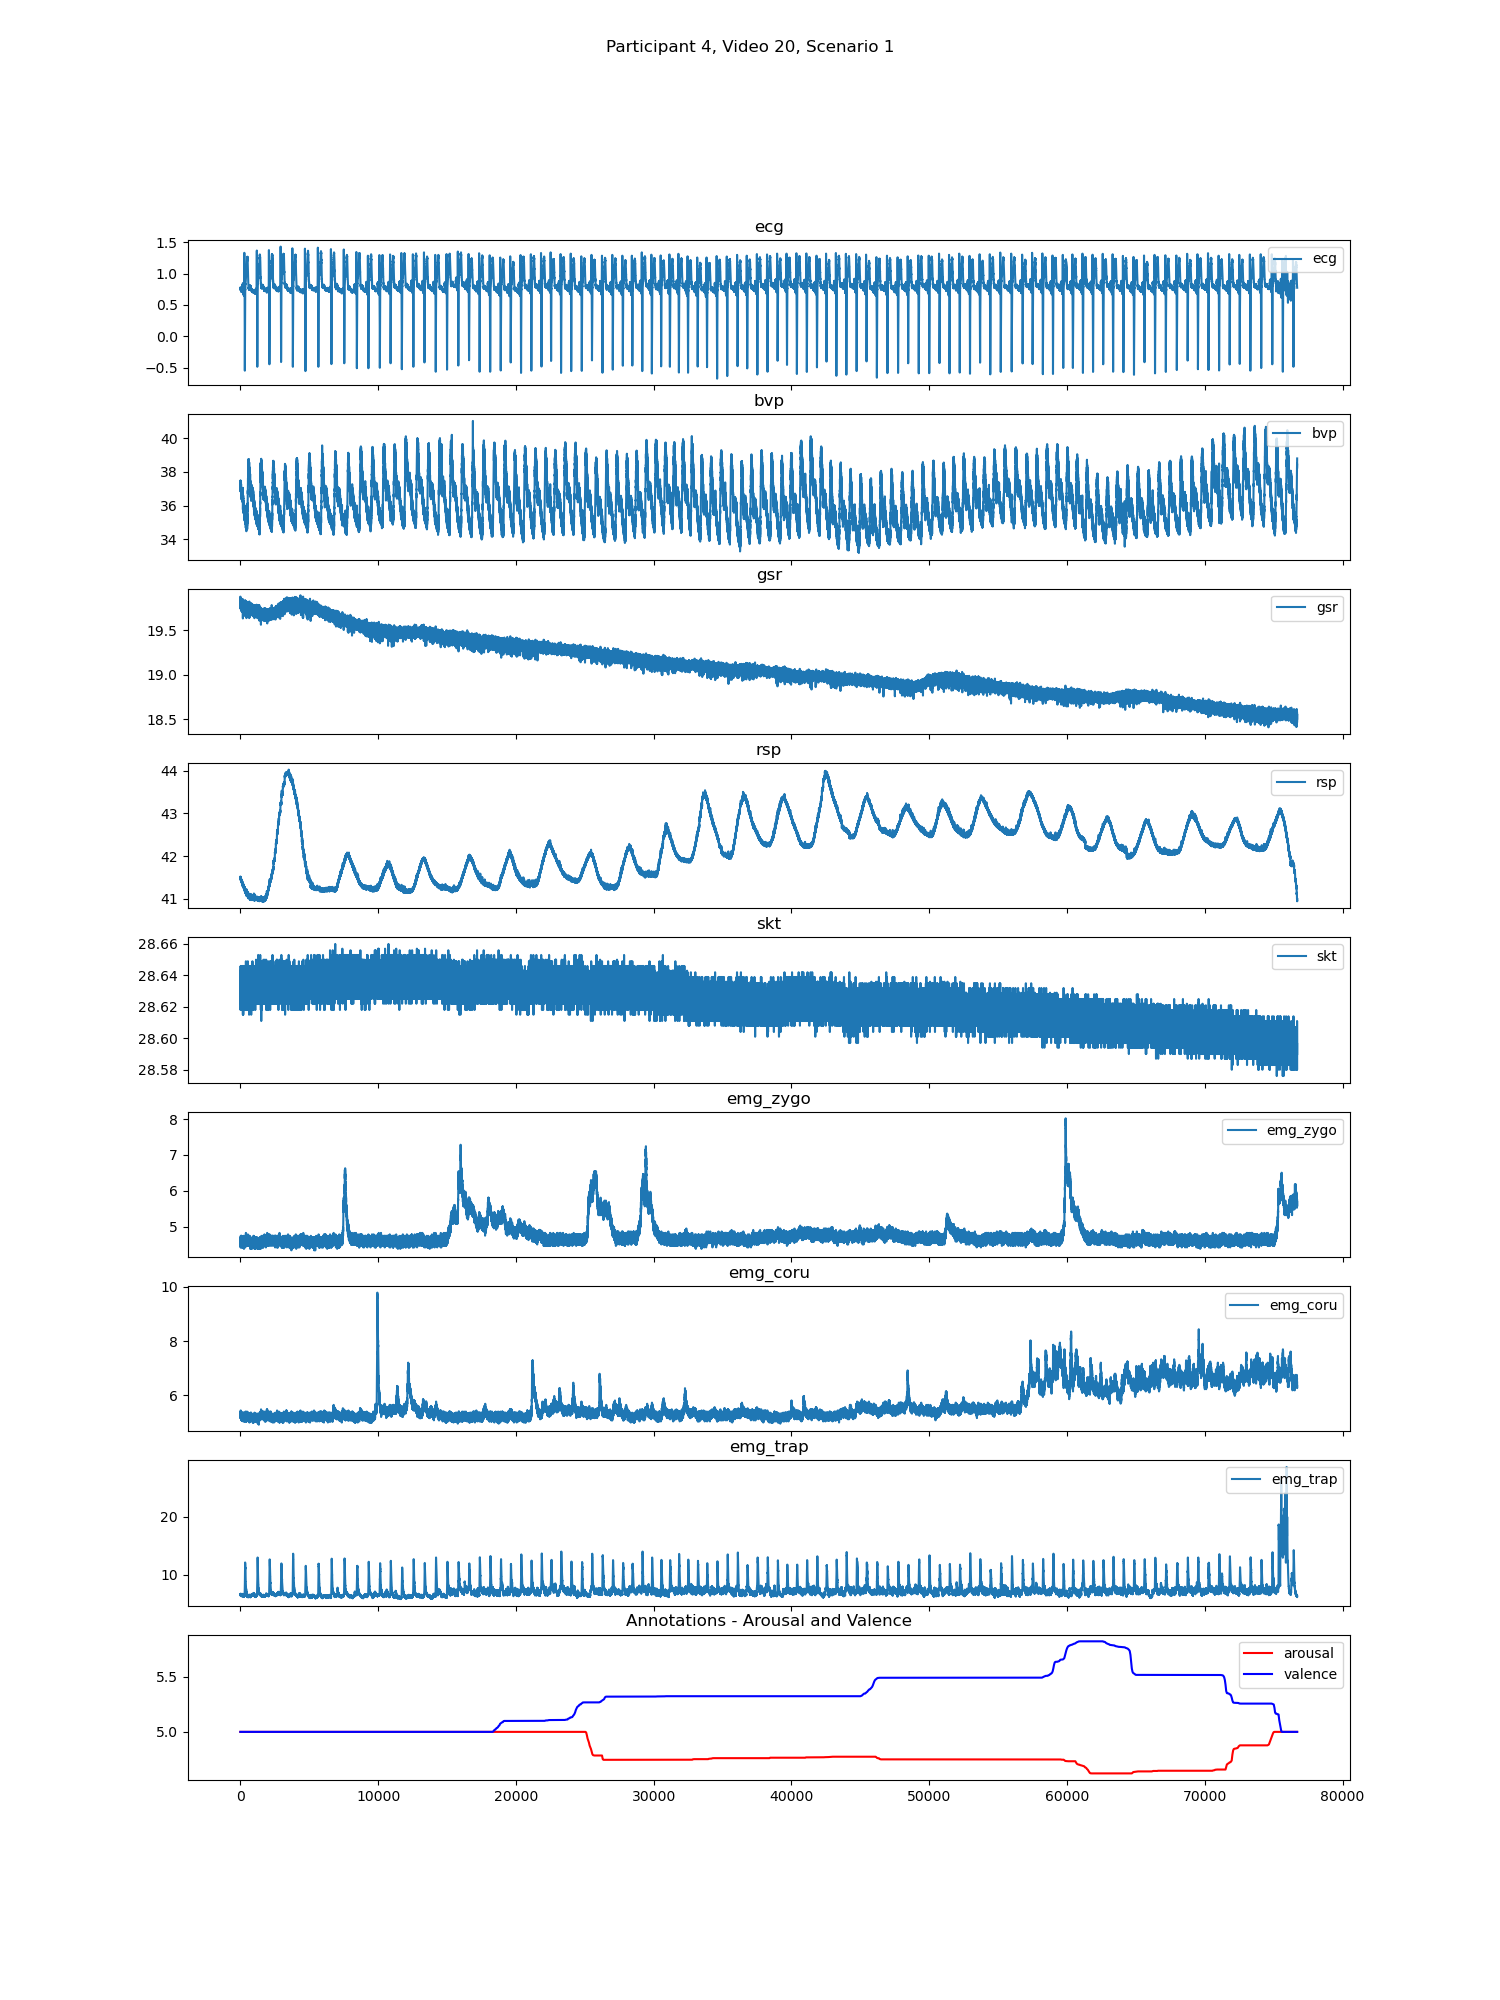 Participant 4, Video 20, Scenario 1
ecg
1.5
1.0
0.5
0.0
−0.5
ecg
bvp
40
38
36
34
bvp
gsr
19.5
19.0
18.5
gsr
rsp
44
43
42
41
rsp
skt
28.66
28.64
28.62
28.60
28.58
skt
emg_zygo
8
7
6
5
emg_zygo
emg_coru
10
8
6
emg_coru
emg_trap
20
10
emg_trap
Annotations - Arousal and Valence
5.5
5.0
arousal
valence
0 10000 20000 30000 40000 50000 60000 70000 80000